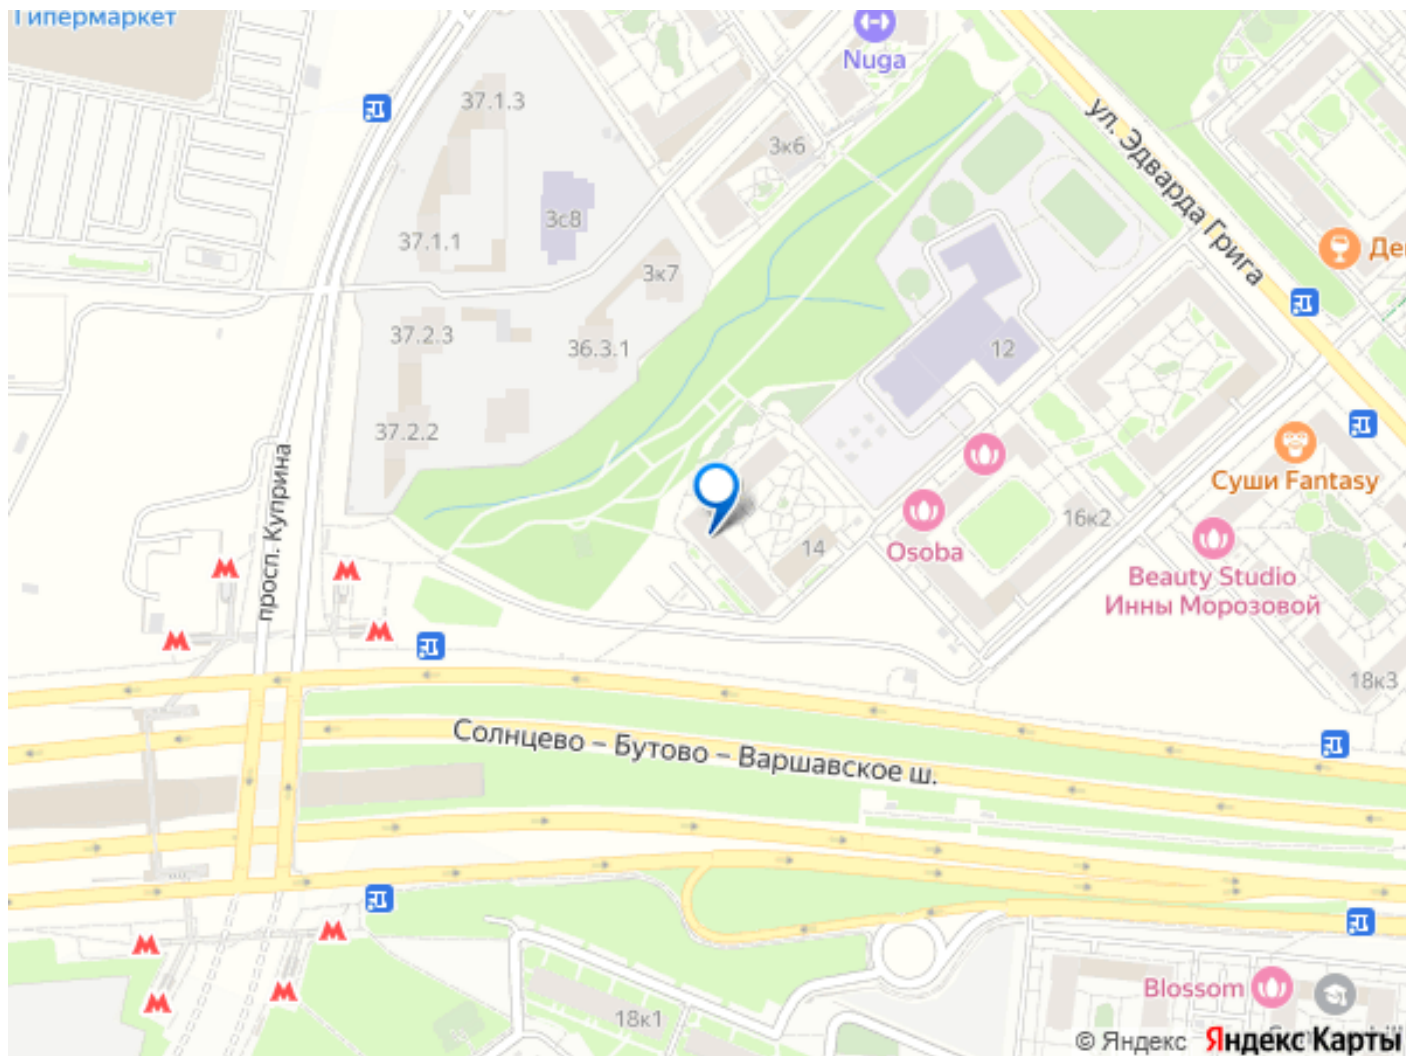 Гипермаркет
Nuga
37.1.3
ул. Эдварда Грига
3к6
3с8
37.1.1
3к7
37.2.3
36.3.1
12
37.2.2
просп. Куприна
Суши Fantasy
16к2
14
Osoba
Beauty Studio
Инны Морозовой
18к3
Солнцево – Бутово – Варшавское ш.
Blossom
18к1
© Яндекс Яндекс Карты